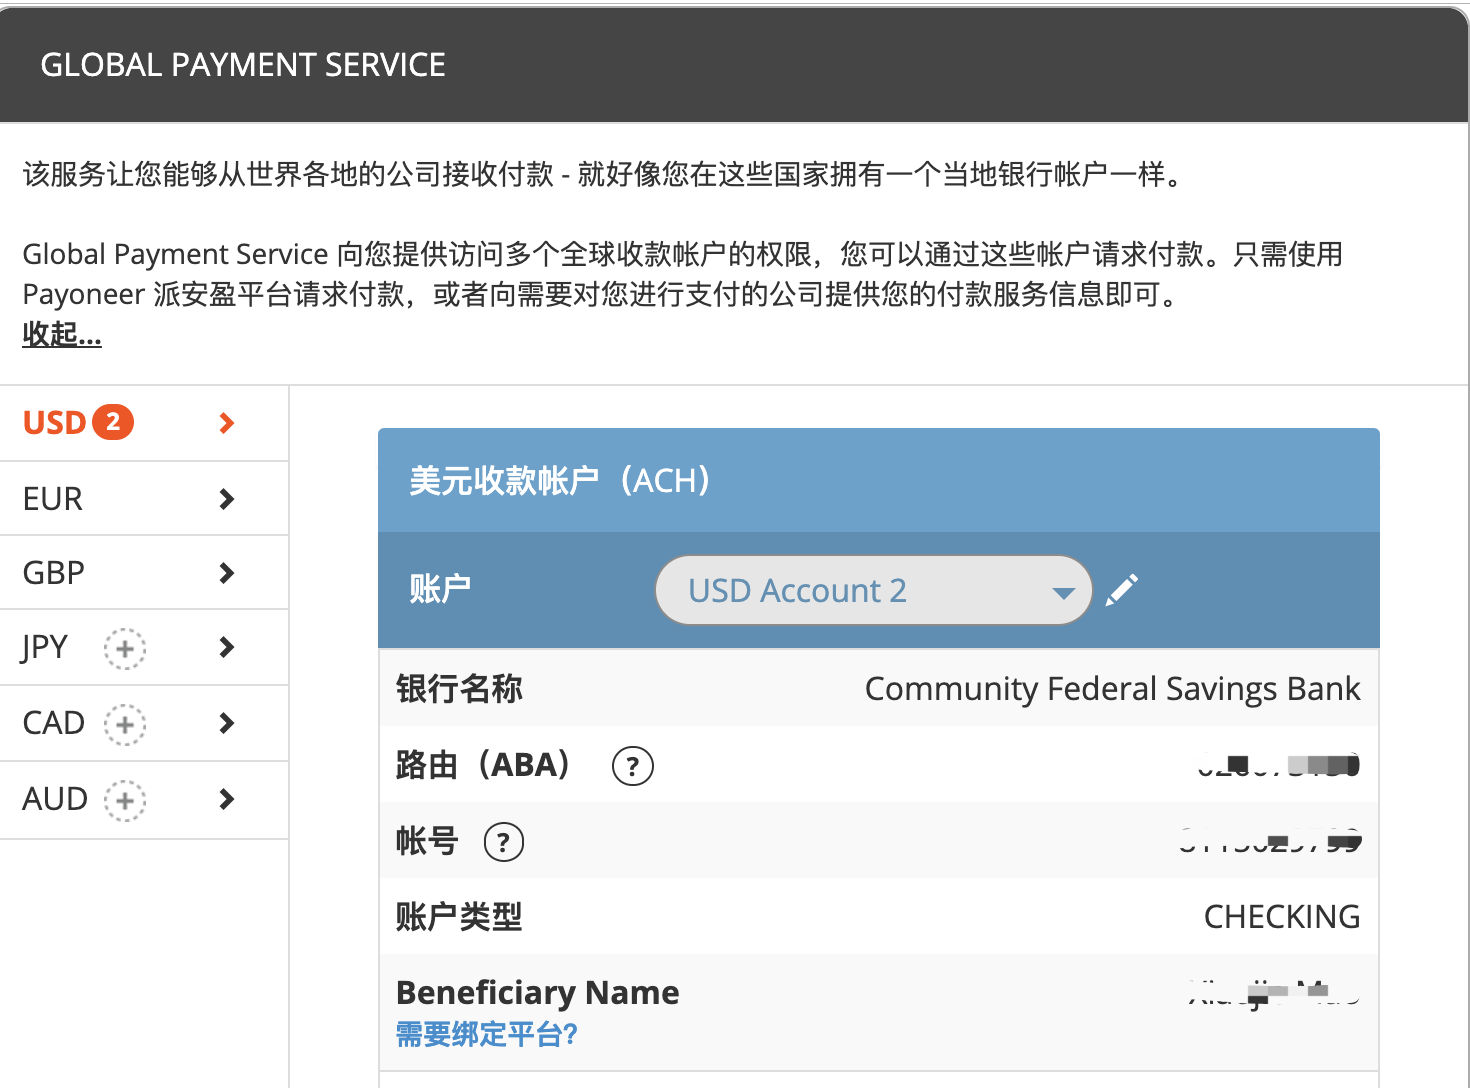 GLOBAL PAYMENT SERVICE
该服务让您能够从世界各地的公司接收付款 - 就好像您在这些国家拥有一个当地银行帐户一样。
Global Payment Service 向您提供访问多个全球收款帐户的权限，您可以通过这些帐户请求付款。只需使用
Payoneer 派安盈平台请求付款，或者向需要对您进行支付的公司提供您的付款服务信息即可。
收起...
USD 2
EUR
GBP
JPY +
CAD +
AUD +
美元收款帐户（ACH）
账户 USD Account 2
银行名称 Community Federal Savings Bank
路由（ABA） ?
帐号 ?
账户类型 CHECKING
Beneficiary Name
需要绑定平台?